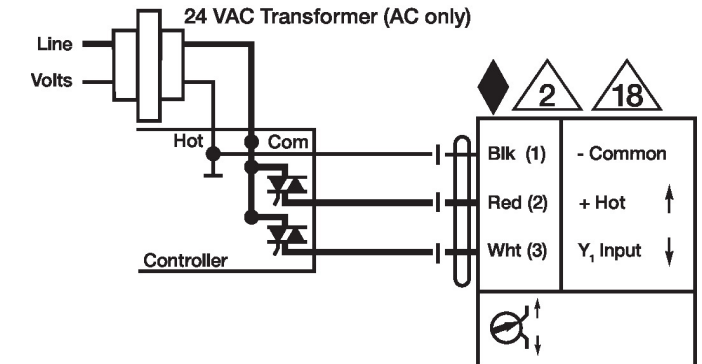 24 VAC Transformer (AC only)
Line
Volts
2
18
Hot
Com
Blk (1)
- Common
Red (2)
+ Hot
Wht (3)
Y1 Input
Controller